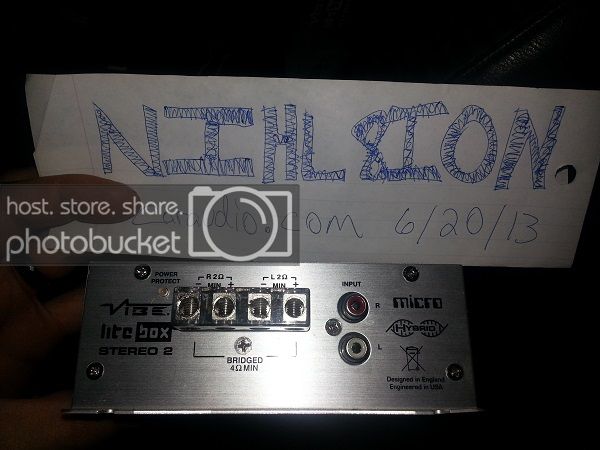 NIHL8ION
caraudio.com 6/20/13
host. store. share.
photobucket
POWER
PROTECT
R 2Ω
L 2Ω
− MIN +
− MIN +
BRIDGED
4Ω MIN
VIBE
lite box
STEREO 2
INPUT
R
L
micro
HYBRID
Designed in England
Engineered in USA